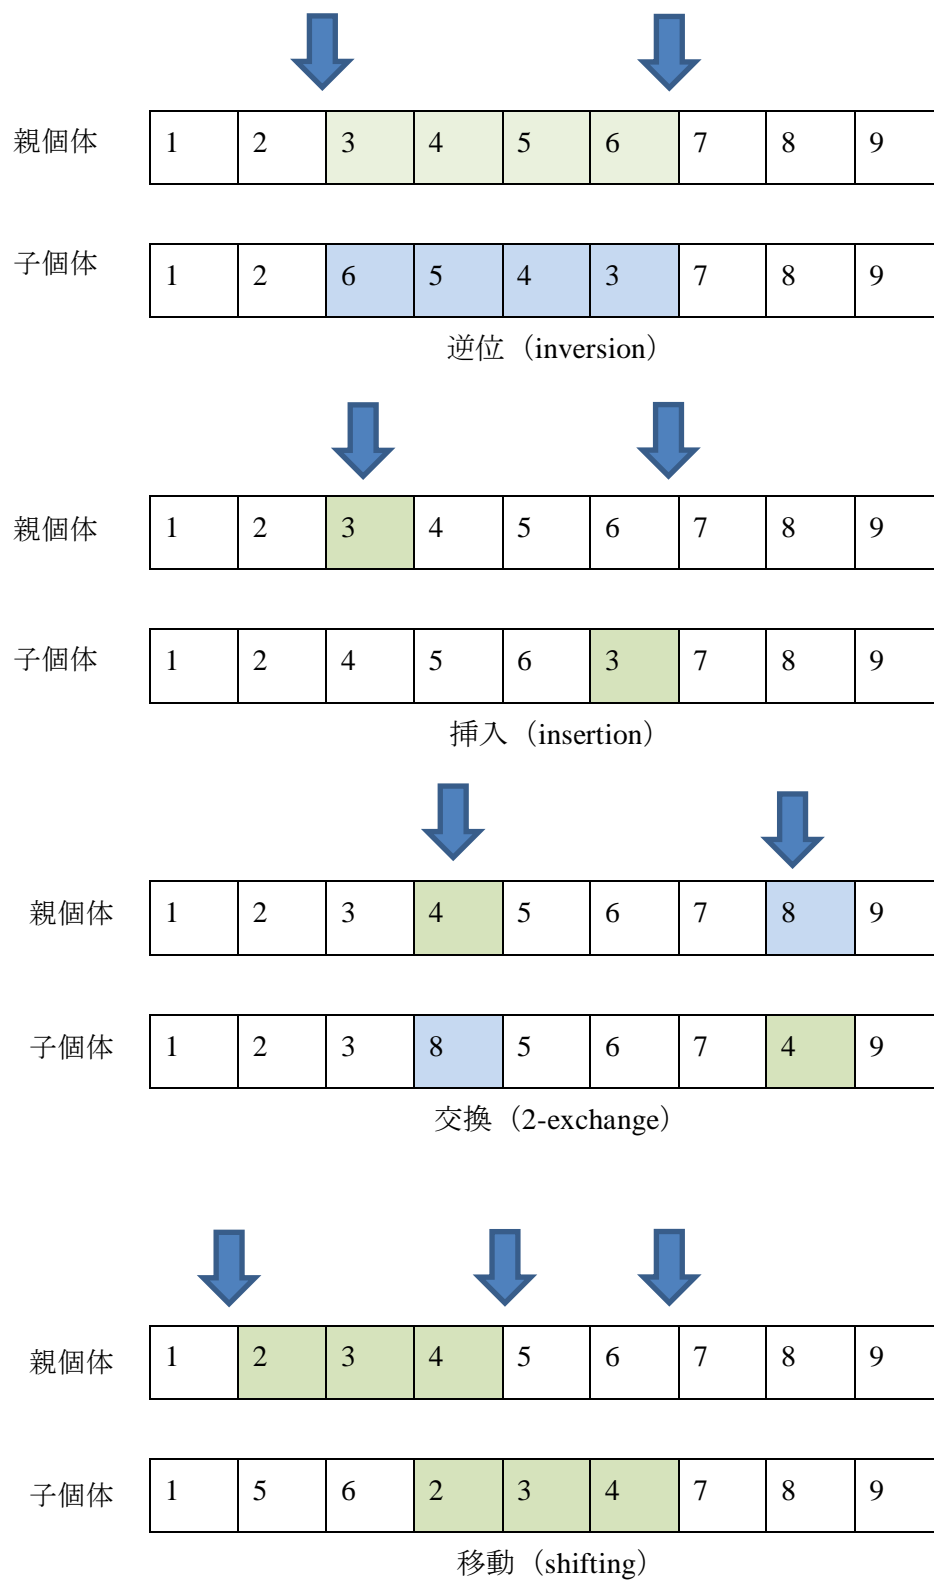 親個体 1 2 3 4 5 6 7 8 9
子個体 1 2 6 5 4 3 7 8 9
逆位（inversion）
親個体 1 2 3 4 5 6 7 8 9
子個体 1 2 4 5 6 3 7 8 9
挿入（insertion）
親個体 1 2 3 4 5 6 7 8 9
子個体 1 2 3 8 5 6 7 4 9
交換（2-exchange）
親個体 1 2 3 4 5 6 7 8 9
子個体 1 5 6 2 3 4 7 8 9
移動（shifting）